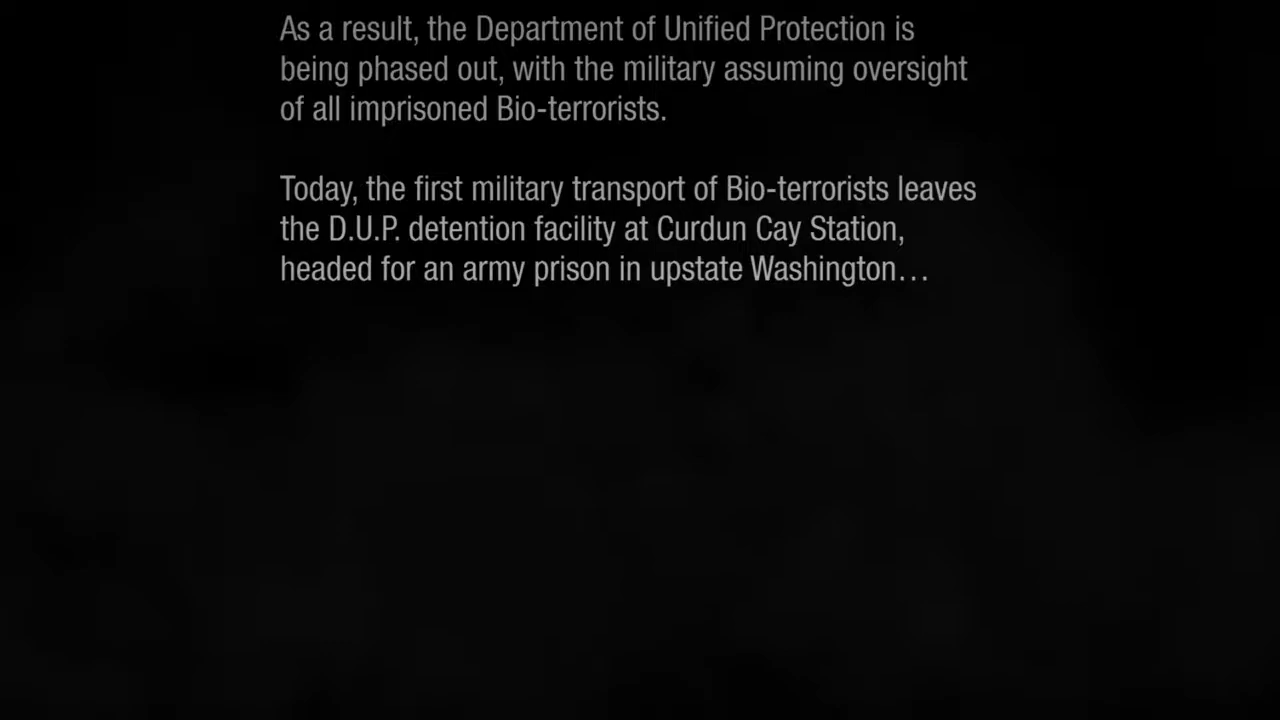 As a result, the Department of Unified Protection is
being phased out, with the military assuming oversight
of all imprisoned Bio-terrorists.
Today, the first military transport of Bio-terrorists leaves
the D.U.P. detention facility at Curdun Cay Station,
headed for an army prison in upstate Washington…